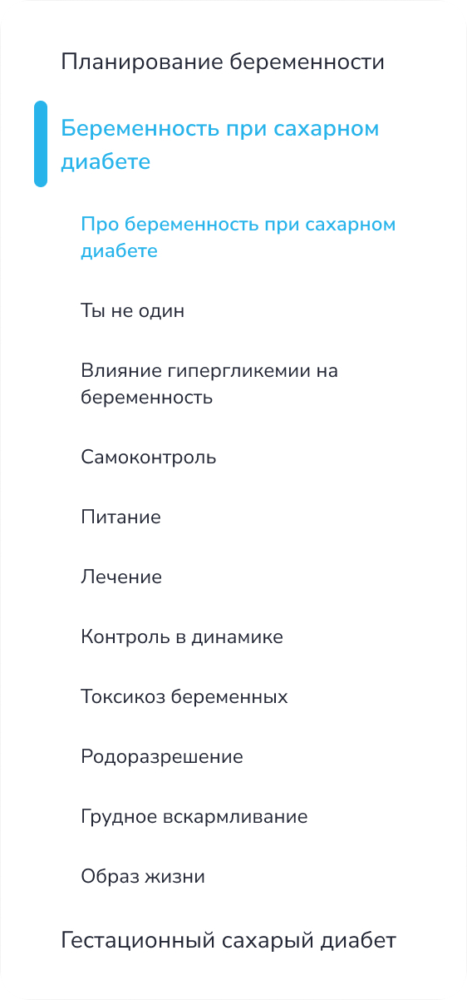 Планирование беременности
Беременность при сахарном
диабете
Про беременность при сахарном
диабете
Ты не один
Влияние гипергликемии на
беременность
Самоконтроль
Питание
Лечение
Контроль в динамике
Токсикоз беременных
Родоразрешение
Грудное вскармливание
Образ жизни
Гестационный сахарый диабет